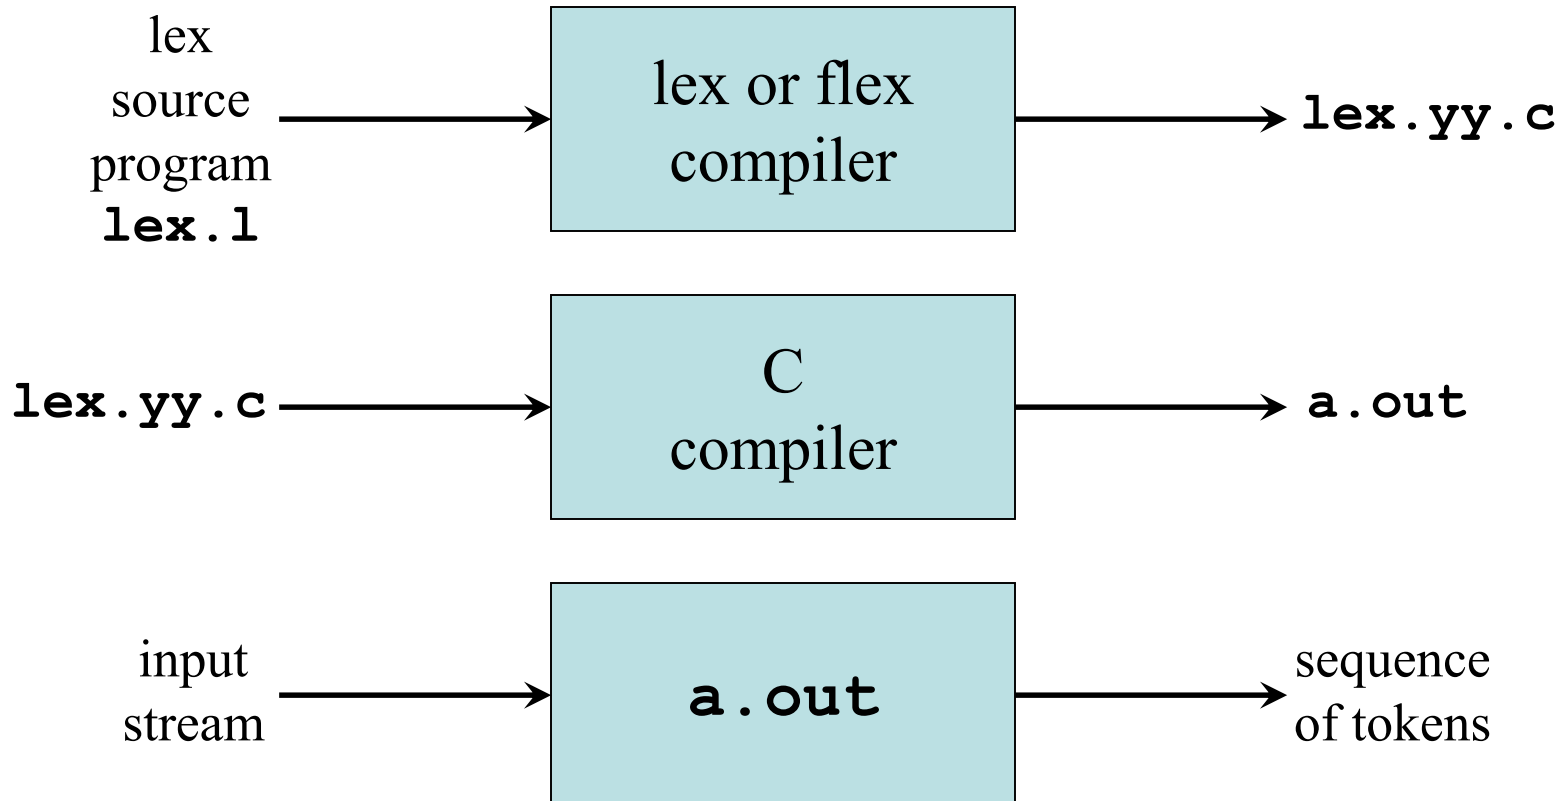 lex
source
program
lex.l
lex or flex
compiler
lex.yy.c
lex.yy.c
C
compiler
a.out
input
stream
a.out
sequence
of tokens